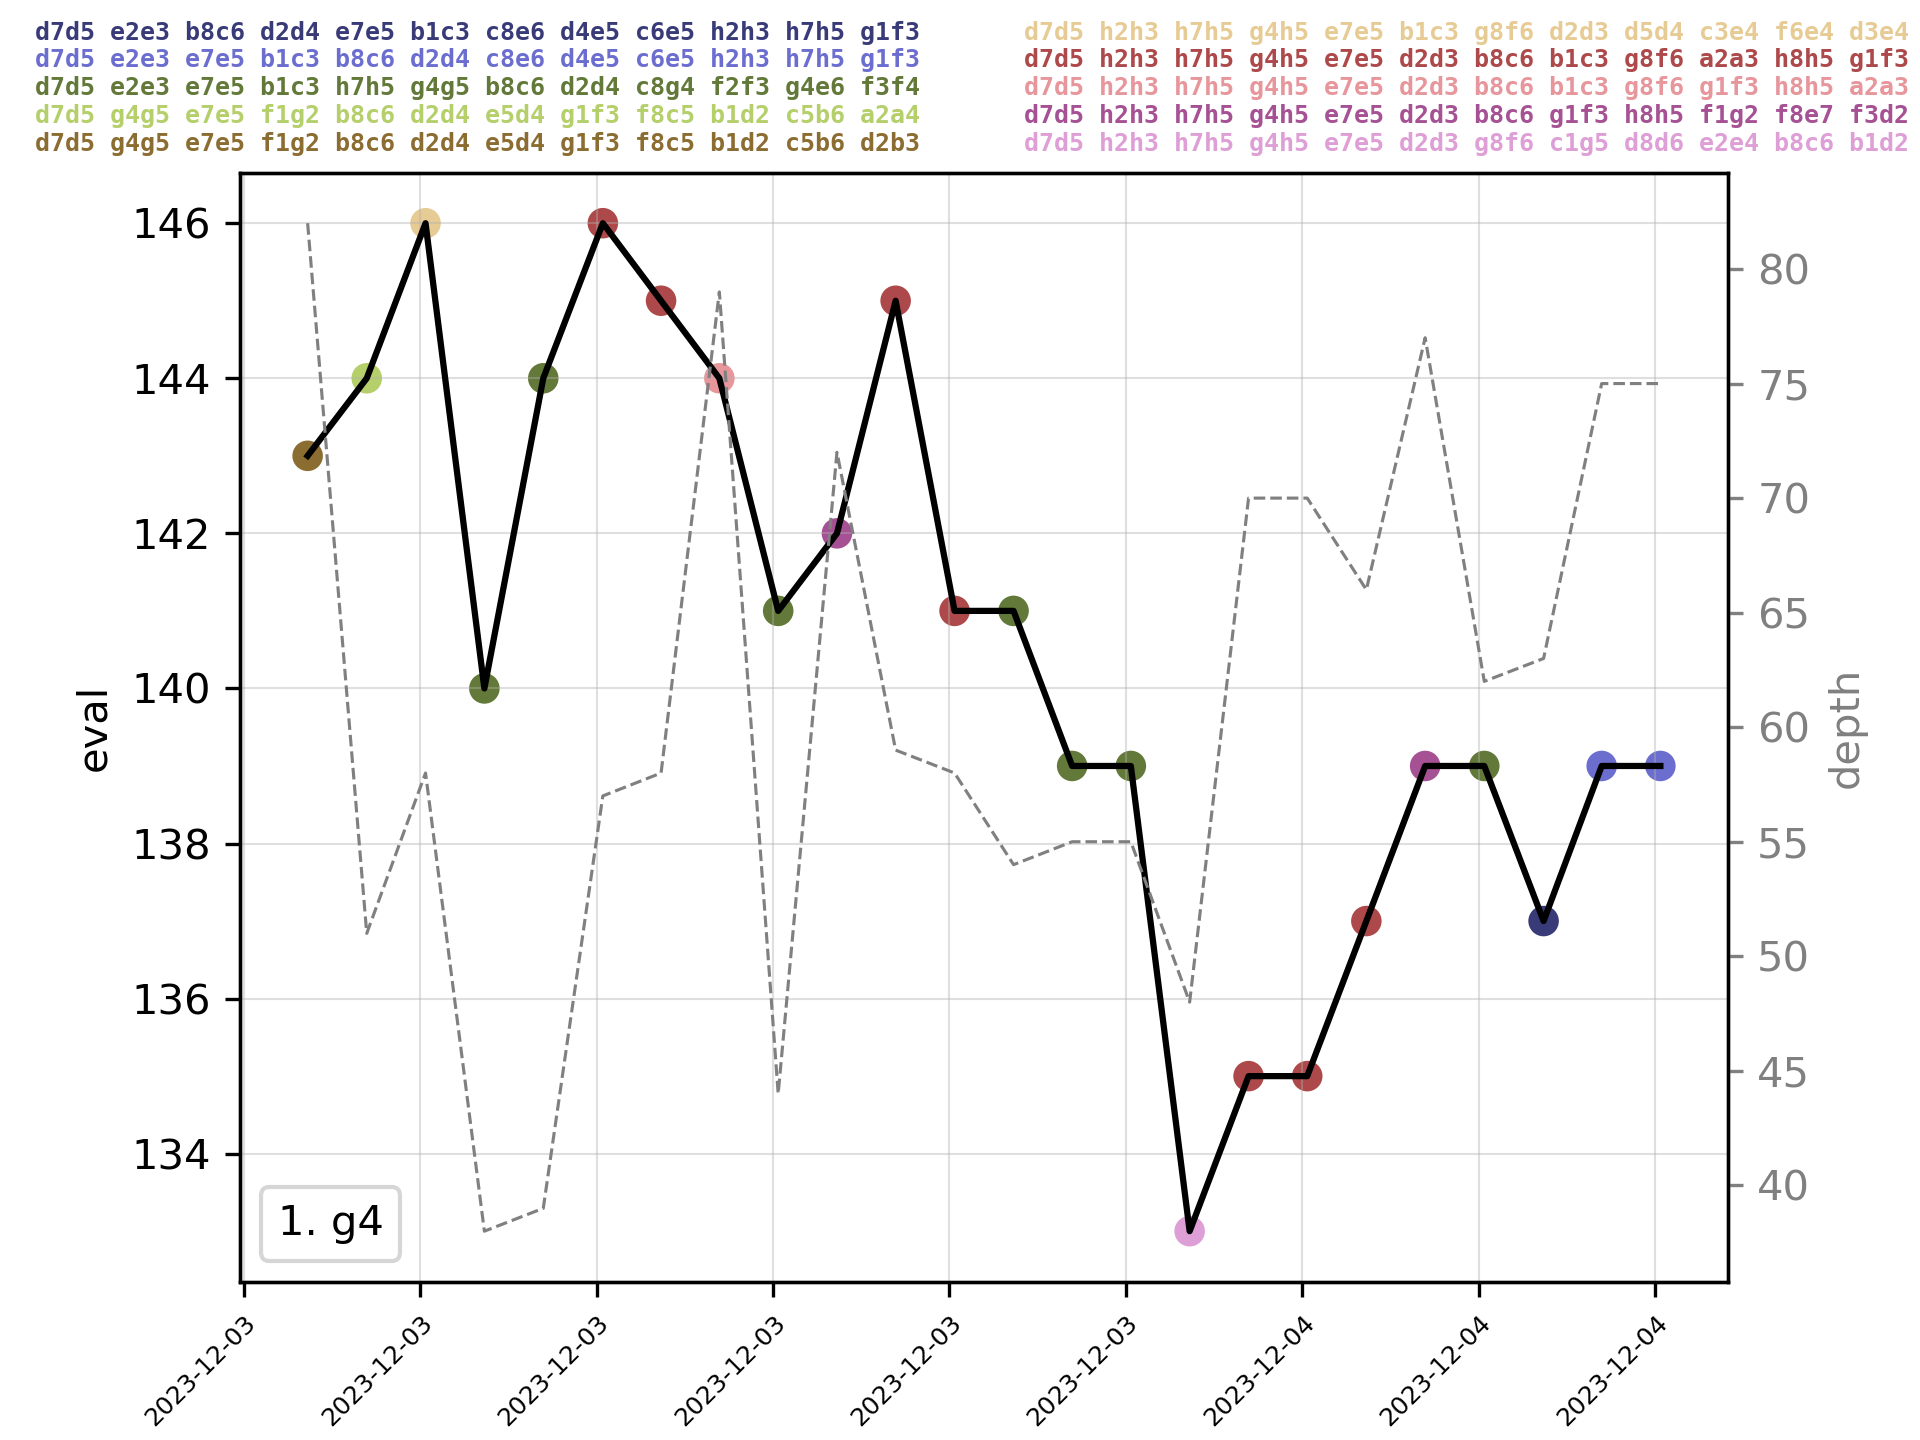 d7d5 e2e3 b8c6 d2d4 e7e5 b1c3 c8e6 d4e5 c6e5 h2h3 h7h5 g1f3
d7d5 e2e3 e7e5 b1c3 b8c6 d2d4 c8e6 d4e5 c6e5 h2h3 h7h5 g1f3
d7d5 e2e3 e7e5 b1c3 h7h5 g4g5 b8c6 d2d4 c8g4 f2f3 g4e6 f3f4
d7d5 g4g5 e7e5 f1g2 b8c6 d2d4 e5d4 g1f3 f8c5 b1d2 c5b6 a2a4
d7d5 g4g5 e7e5 f1g2 b8c6 d2d4 e5d4 g1f3 f8c5 b1d2 c5b6 d2b3
d7d5 h2h3 h7h5 g4h5 e7e5 b1c3 g8f6 d2d3 d5d4 c3e4 f6e4 d3e4
d7d5 h2h3 h7h5 g4h5 e7e5 d2d3 b8c6 b1c3 g8f6 a2a3 h8h5 g1f3
d7d5 h2h3 h7h5 g4h5 e7e5 d2d3 b8c6 b1c3 g8f6 g1f3 h8h5 a2a3
d7d5 h2h3 h7h5 g4h5 e7e5 d2d3 b8c6 g1f3 h8h5 f1g2 f8e7 f3d2
d7d5 h2h3 h7h5 g4h5 e7e5 d2d3 g8f6 c1g5 d8d6 e2e4 b8c6 b1d2
146
144
142
140
138
136
134
eval
80
75
70
65
60
55
50
45
40
depth
1. g4
2023-12-03
2023-12-03
2023-12-03
2023-12-03
2023-12-03
2023-12-03
2023-12-04
2023-12-04
2023-12-04